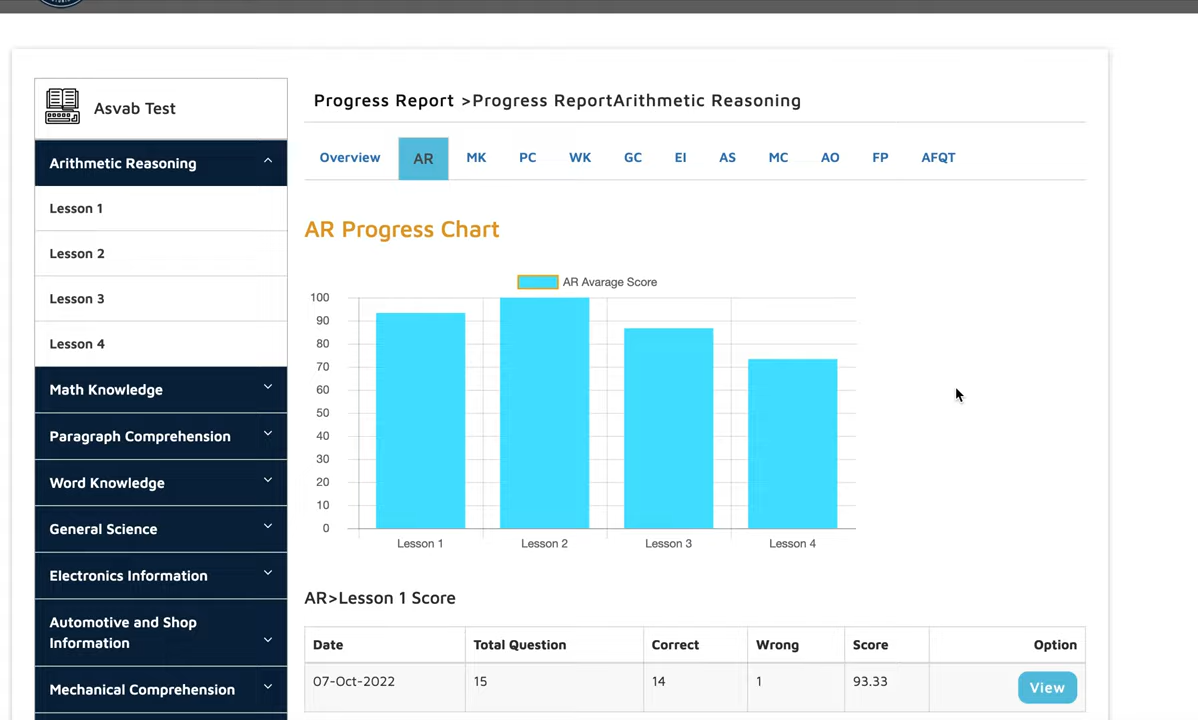 Asvab Test
Arithmetic Reasoning
Lesson 1
Lesson 2
Lesson 3
Lesson 4
Math Knowledge
Paragraph Comprehension
Word Knowledge
General Science
Electronics Information
Automotive and Shop
Information
Mechanical Comprehension
Progress Report >Progress ReportArithmetic Reasoning
Overview AR MK PC WK GC EI AS MC AO FP AFQT
AR Progress Chart
AR Avarage Score
100
90
80
70
60
50
40
30
20
10
0
Lesson 1 Lesson 2 Lesson 3 Lesson 4
AR>Lesson 1 Score
Date Total Question Correct Wrong Score Option
07-Oct-2022 15 14 1 93.33 View